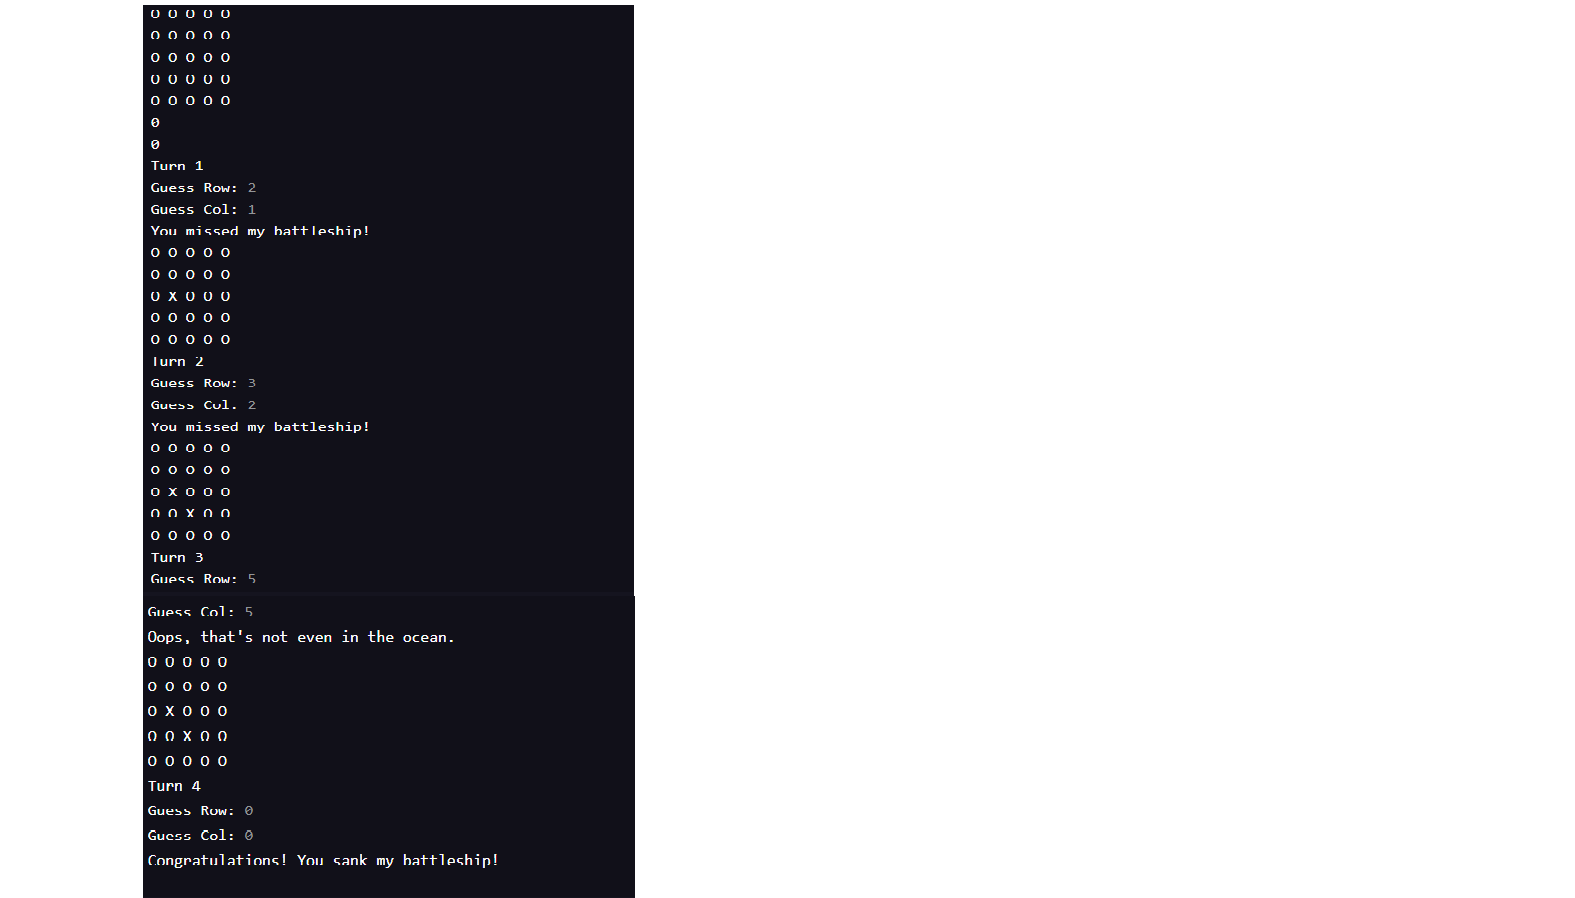 O O O O O
O O O O O
O O O O O
O O O O O
O O O O O
0
0
Turn 1
Guess Row: 2
Guess Col: 1
You missed my battleship!
O O O O O
O O O O O
O X O O O
O O O O O
O O O O O
Turn 2
Guess Row: 3
Guess Col: 2
You missed my battleship!
O O O O O
O O O O O
O X O O O
O O X O O
O O O O O
Turn 3
Guess Row: 5
Guess Col: 5
Oops, that's not even in the ocean.
O O O O O
O O O O O
O X O O O
O O X O O
O O O O O
Turn 4
Guess Row: 0
Guess Col: 0
Congratulations! You sank my battleship!